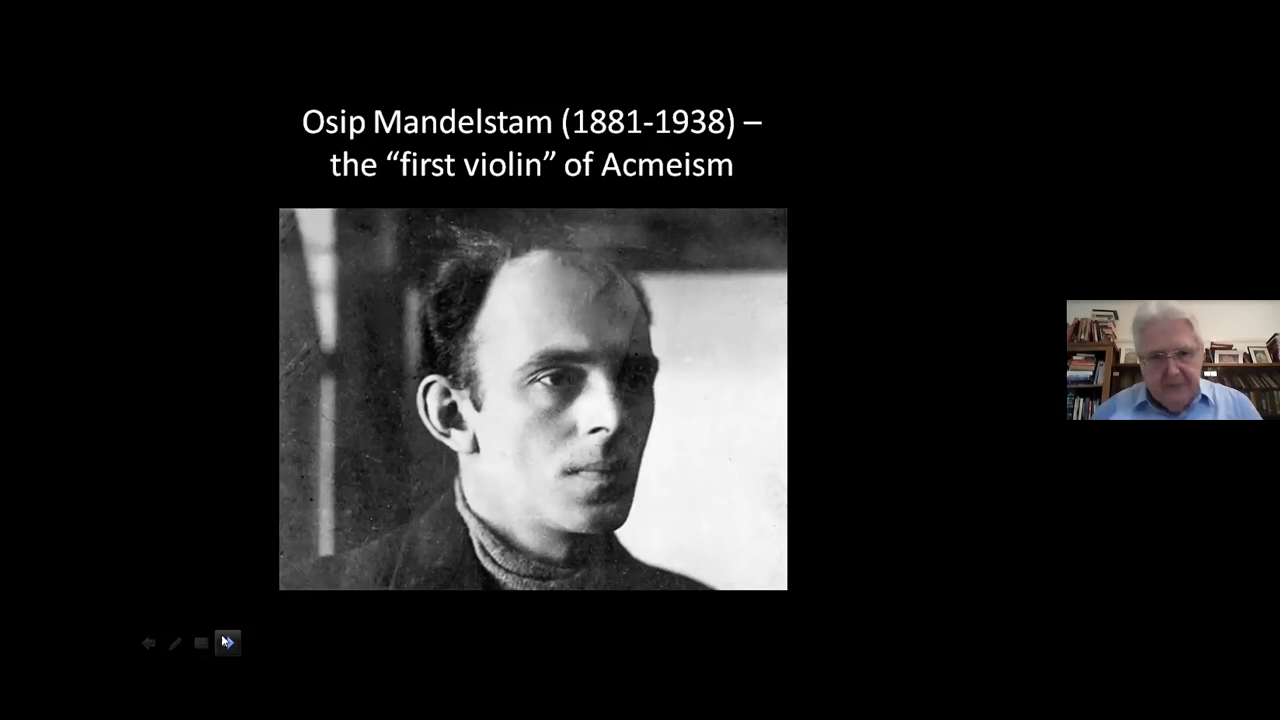 Osip Mandelstam (1881-1938) –
the “first violin” of Acmeism